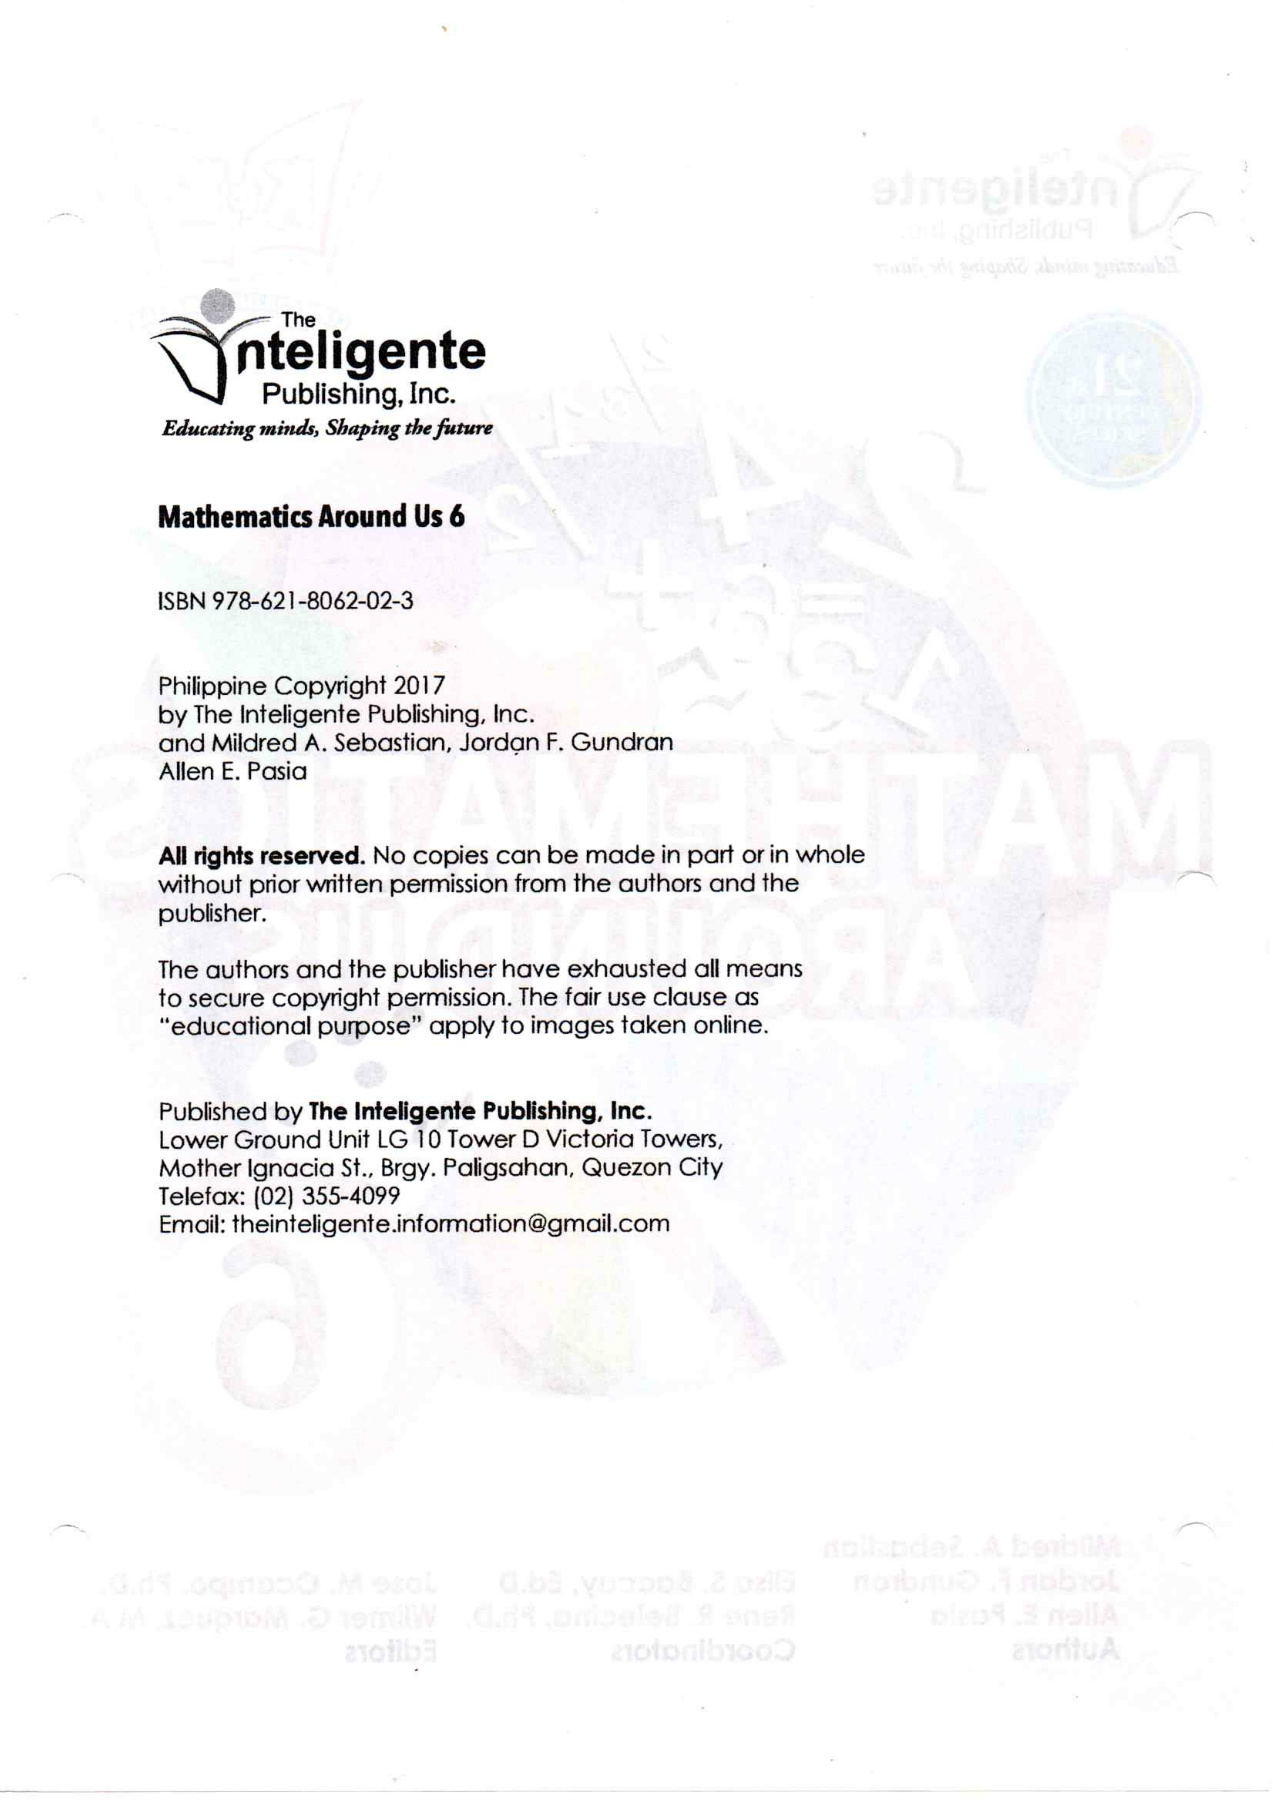 The
Inteligente
Publishing, Inc.
Educating minds, Shaping the future
Mathematics Around Us 6
ISBN 978-621-8062-02-3
Philippine Copyright 2017
by The Inteligente Publishing, Inc.
and Mildred A. Sebastian, Jordan F. Gundran
Allen E. Pasia
All rights reserved. No copies can be made in part or in whole
without prior written permission from the authors and the
publisher.
The authors and the publisher have exhausted all means
to secure copyright permission. The fair use clause as
“educational purpose” apply to images taken online.
Published by The Inteligente Publishing, Inc.
Lower Ground Unit LG 10 Tower D Victoria Towers,
Mother Ignacia St., Brgy. Paligsahan, Quezon City
Telefax: (02) 355-4099
Email: theinteligente.information@gmail.com